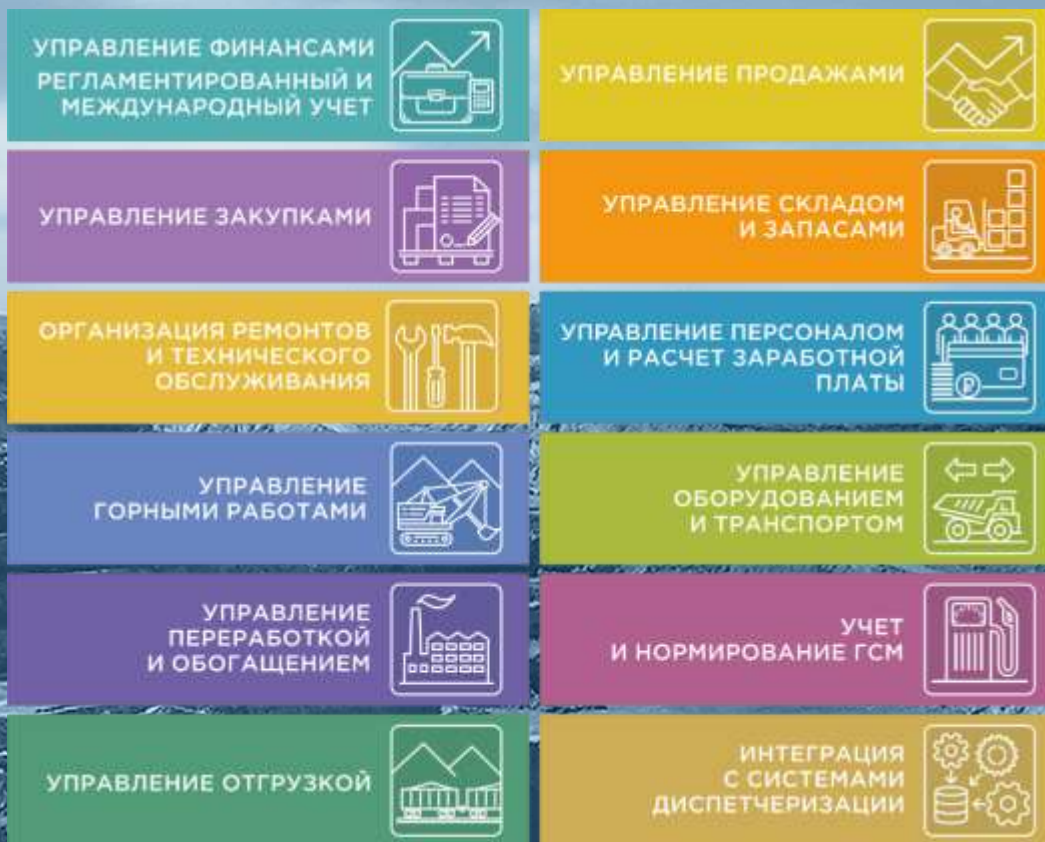 УПРАВЛЕНИЕ ФИНАНСАМИ
РЕГЛАМЕНТИРОВАННЫЙ И
МЕЖДУНАРОДНЫЙ УЧЕТ
УПРАВЛЕНИЕ ПРОДАЖАМИ
УПРАВЛЕНИЕ ЗАКУПКАМИ
УПРАВЛЕНИЕ СКЛАДОМ
И ЗАПАСАМИ
ОРГАНИЗАЦИЯ РЕМОНТОВ
И ТЕХНИЧЕСКОГО
ОБСЛУЖИВАНИЯ
УПРАВЛЕНИЕ ПЕРСОНАЛОМ
И РАСЧЕТ ЗАРАБОТНОЙ
ПЛАТЫ
УПРАВЛЕНИЕ
ГОРНЫМИ РАБОТАМИ
УПРАВЛЕНИЕ
ОБОРУДОВАНИЕМ
И ТРАНСПОРТОМ
УПРАВЛЕНИЕ
ПЕРЕРАБОТКОЙ
И ОБОГАЩЕНИЕМ
УЧЕТ
И НОРМИРОВАНИЕ ГСМ
УПРАВЛЕНИЕ ОТГРУЗКОЙ
ИНТЕГРАЦИЯ
С СИСТЕМАМИ
ДИСПЕТЧЕРИЗАЦИИ